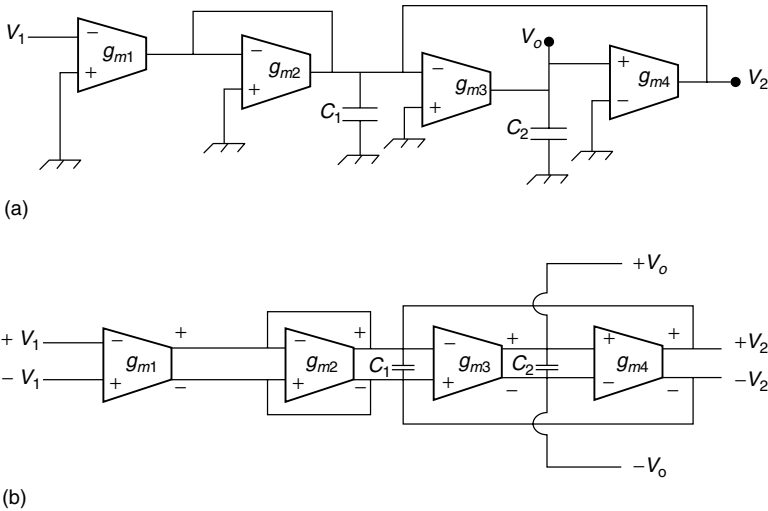 V₁ − + gm1
− + gm2
C₁
− + gm3
Vₒ
C₂
+ − gm4
V₂
(a)
+Vₒ
+ V₁ − + gm1 + −
− V₁
− + gm2 + −
C₁
− + gm3 + −
C₂
+ − gm4 + −
+V₂
−V₂
−Vₒ
(b)